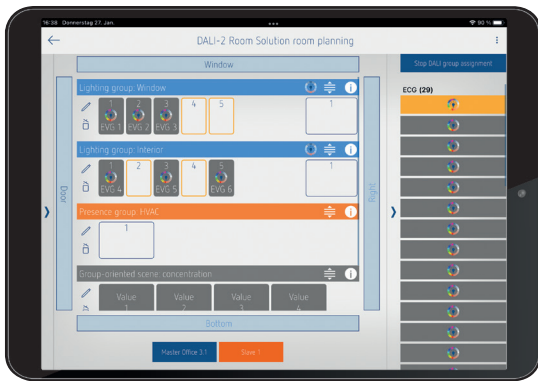 16:38 Donnerstag 27. Jan.
90 %
DALI-2 Room Solution room planning
Window
Stop DALI group assignment
ECG (29)
Lighting group: Window
1 2 3 4 5 1
EVG 1 EVG 2 EVG 3
Lighting group: interior
1 2 3 4 5 1
EVG 4 EVG 5 EVG 6
Door
Right
Presence group: HVAC
1
Group-oriented scene: concentration
Value Value Value Value
1 2 3 4
Bottom
Master Office 3.1 Slave 1